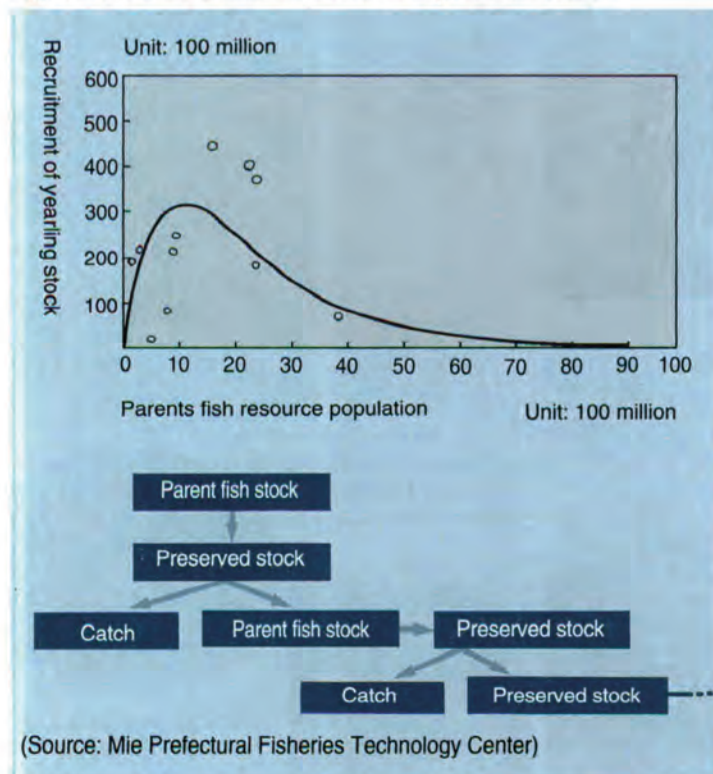 Recruitment of yearling stock
Unit: 100 million
600
500
400
300
200
100
0 10 20 30 40 50 60 70 80 90 100
Parents fish resource population Unit: 100 million
Parent fish stock
Preserved stock
Catch Parent fish stock Preserved stock
Catch Preserved stock
(Source: Mie Prefectural Fisheries Technology Center)